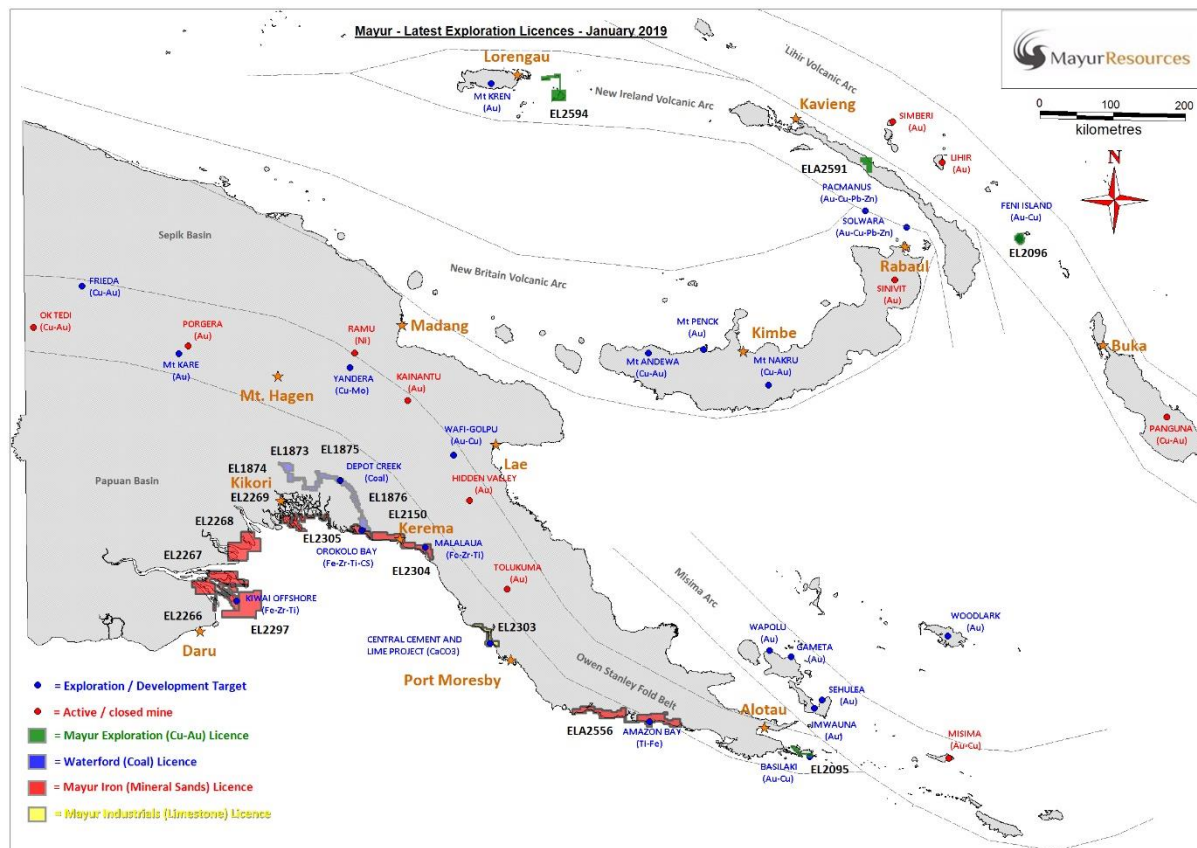 Mayur - Latest Exploration Licences - January 2019
MayurResources
0 100 200
kilometres
N
Lihir Volcanic Arc
Lorengau
Mt KREN
(Au)
EL2594
New Ireland Volcanic Arc
Kavieng
SIMBERI
(Au)
LIHIR
(Au)
ELA2591
PACMANUS
(Au-Cu-Pb-Zn)
SOLWARA
(Au-Cu-Pb-Zn)
FENI ISLAND
(Au-Cu)
EL2096
Rabaul
SINIVIT
(Au)
Sepik Basin
New Britain Volcanic Arc
FRIEDA
(Cu-Au)
OK TEDI
(Cu-Au)
PORGERA
(Au)
Mt KARE
(Au)
Madang
RAMU
(Ni)
YANDERA
(Cu-Mo)
KAINANTU
(Au)
Mt. Hagen
Mt PENCK
(Au)
Kimbe
Mt ANDEWA
(Cu-Au)
Mt NAKRU
(Cu-Au)
Buka
PANGUNA
(Cu-Au)
WAFI-GOLPU
(Au-Cu)
Lae
HIDDEN VALLEY
(Au)
EL1873
EL1875
EL1874
DEPOT CREEK
(Coal)
Papuan Basin
Kikori
EL2269
EL1876
EL2150
EL2268
EL2305
Kerema
OROKOLO BAY
(Fe-Zr-Ti-CS)
MALALAUA
(Fe-Zr-Ti)
EL2304
EL2267
TOLUKUMA
(Au)
EL2266
KIWAI OFFSHORE
(Fe-Zr-Ti)
EL2297
Daru
EL2303
CENTRAL CEMENT AND
LIME PROJECT (CaCO3)
Port Moresby
Misima Arc
Owen Stanley Fold Belt
WOODLARK
(Au)
WAPOLU
(Au)
GAMETA
(Au)
SEHULEA
(Au)
IMWAUNA
(Au)
Alotau
ELA2556
AMAZON BAY
(Ti-Fe)
BASILAKI
(Au-Cu)
EL2095
MISIMA
(Au-Cu)
= Exploration / Development Target
= Active / closed mine
= Mayur Exploration (Cu-Au) Licence
= Waterford (Coal) Licence
= Mayur Iron (Mineral Sands) Licence
= Mayur Industrials (Limestone) Licence